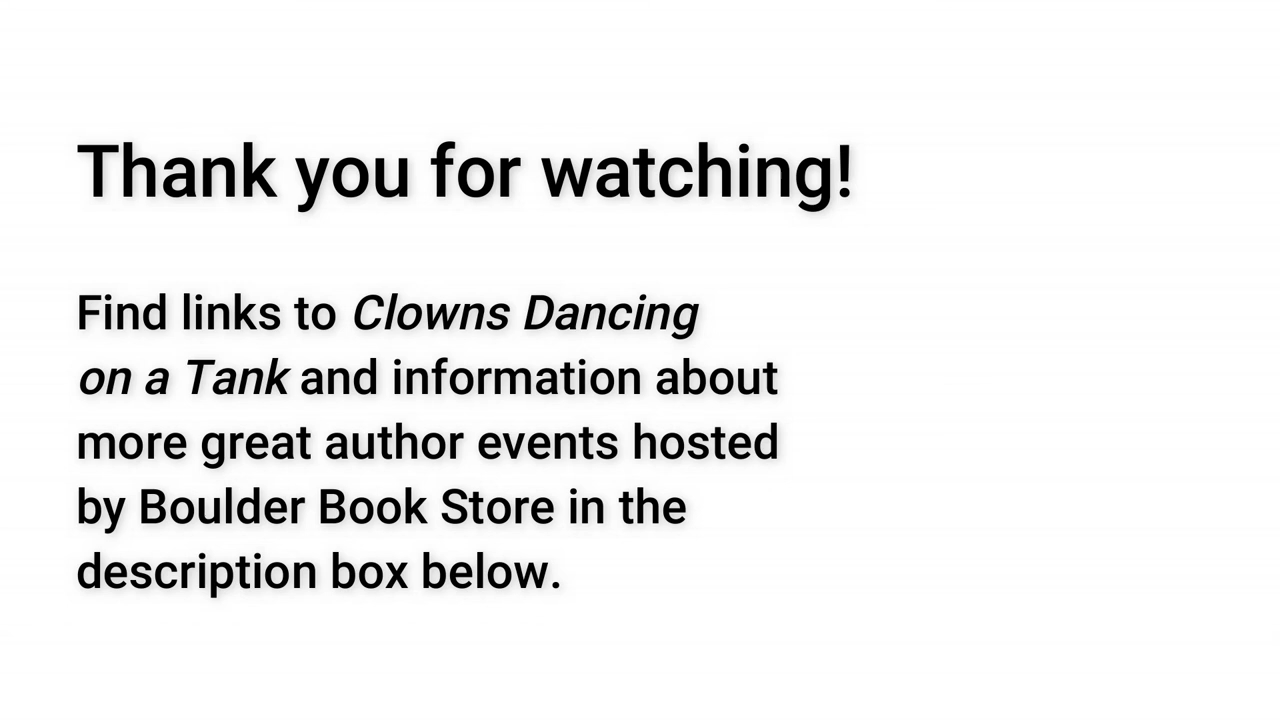 Thank you for watching!
Find links to Clowns Dancing
on a Tank and information about
more great author events hosted
by Boulder Book Store in the
description box below.